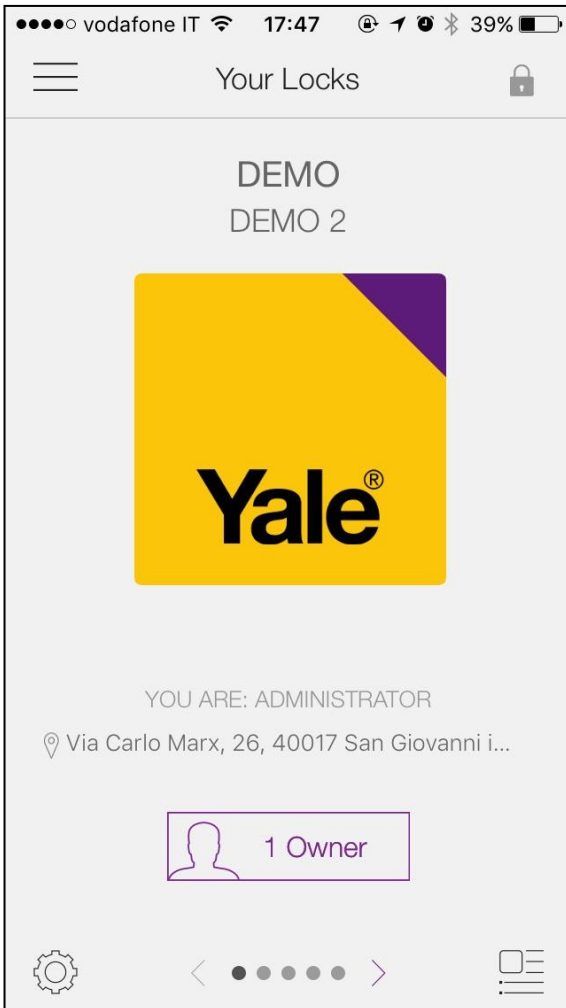 vodafone IT 17:47 39%
Your Locks
DEMO
DEMO 2
Yale®
YOU ARE: ADMINISTRATOR
Via Carlo Marx, 26, 40017 San Giovanni i...
1 Owner